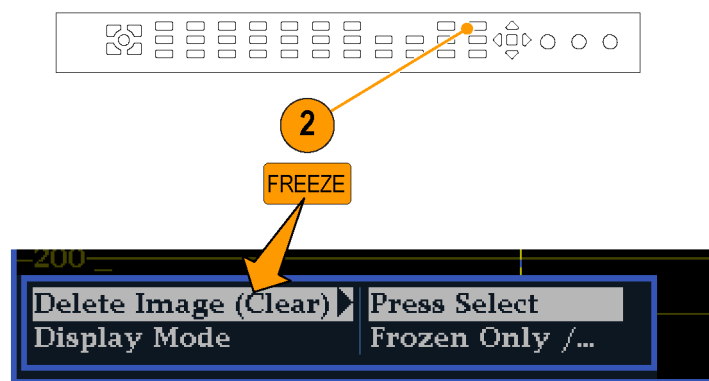 2
FREEZE
-200
Delete Image (Clear) Press Select
Display Mode Frozen Only /...